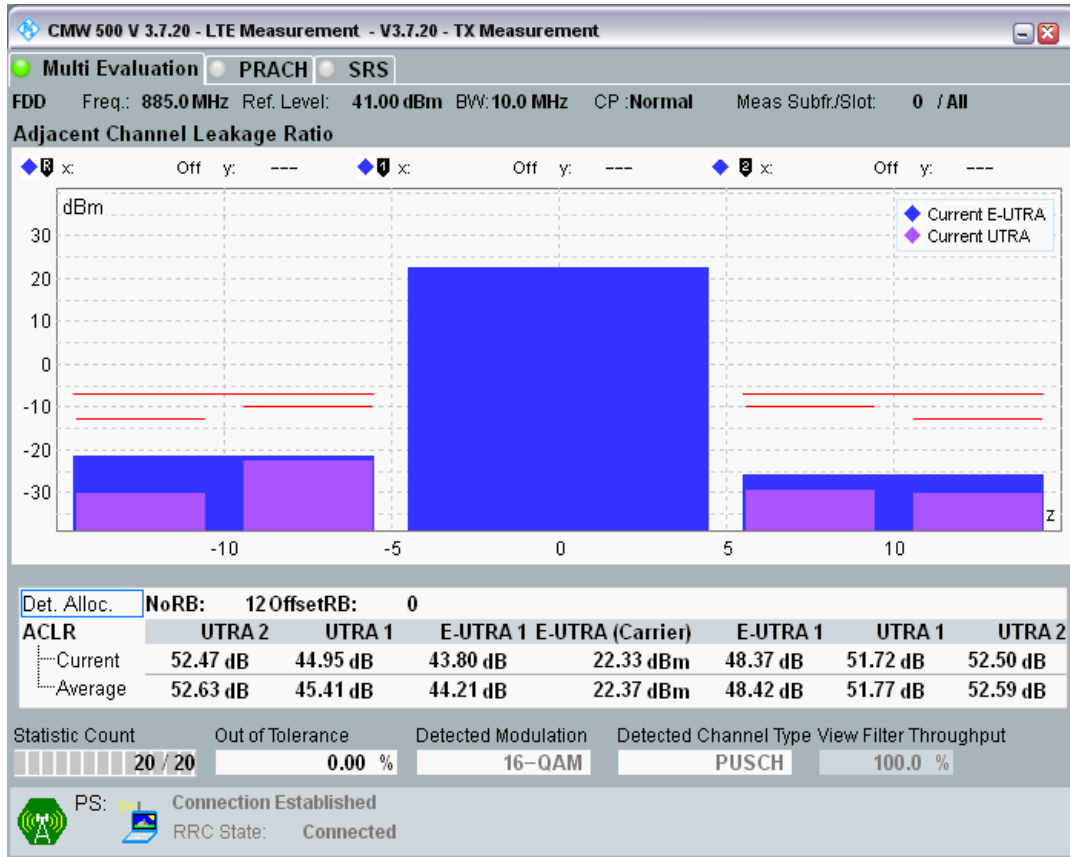 CMW 500 V 3.7.20 - LTE Measurement - V3.7.20 - TX Measurement
Multi Evaluation PRACH SRS
FDD Freq.: 885.0 MHz Ref. Level: 41.00 dBm BW: 10.0 MHz CP :Normal Meas Subfr./Slot: 0 / All
Adjacent Channel Leakage Ratio
R x: Off y: --- 1 x: Off y: --- 2 x: Off y: ---
dBm
Current E-UTRA
Current UTRA
30
20
10
0
-10
-20
-30
z
-10 -5 0 5 10
Det. Alloc. NoRB: 12 OffsetRB: 0
ACLR UTRA 2 UTRA 1 E-UTRA 1 E-UTRA (Carrier) E-UTRA 1 UTRA 1 UTRA 2
Current 52.47 dB 44.95 dB 43.80 dB 22.33 dBm 48.37 dB 51.72 dB 52.50 dB
Average 52.63 dB 45.41 dB 44.21 dB 22.37 dBm 48.42 dB 51.77 dB 52.59 dB
Statistic Count Out of Tolerance Detected Modulation Detected Channel Type View Filter Throughput
20 / 20 0.00 % 16-QAM PUSCH 100.0 %
PS: Connection Established
RRC State: Connected